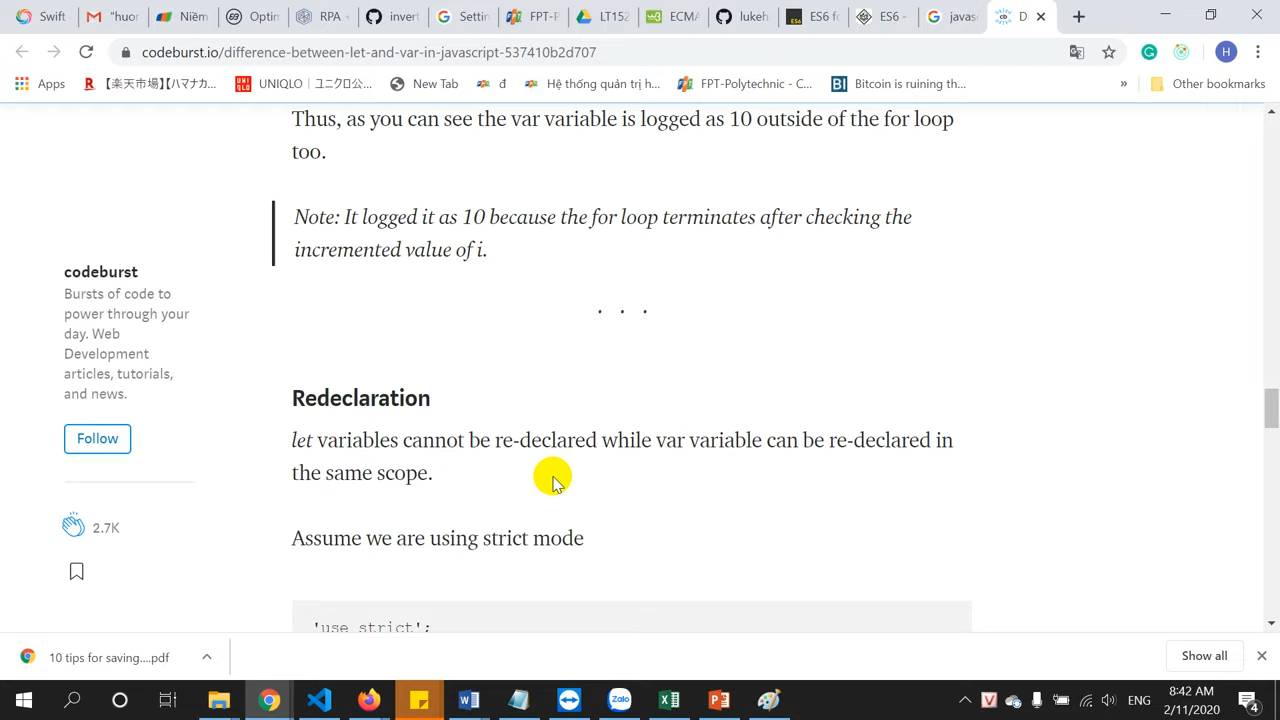 Swift
"huor
Niềm
Optin
RPA -
invert
Settin
FPT-P
LT152
ECMA
lukeh
ES6 fo
ES6 -
javas
D
codeburst.io/difference-between-let-and-var-in-javascript-537410b2d707
H
Apps
【楽天市場】[ハマナカ...
UNIQLO | ユニクロ公...
New Tab
đ
Hệ thống quản trị h...
FPT-Polytechnic - C...
BI
Bitcoin is ruining th...
»
Other bookmarks
Thus, as you can see the var variable is logged as 10 outside of the for loop
too.
Note: It logged it as 10 because the for loop terminates after checking the
incremented value of i.
. . .
codeburst
Bursts of code to
power through your
day. Web
Development
articles, tutorials,
and news.
Follow
2.7K
Redeclaration
let variables cannot be re-declared while var variable can be re-declared in
the same scope.
Assume we are using strict mode
'use strict';
10 tips for saving....pdf
Show all
ENG
8:42 AM
2/11/2020
4